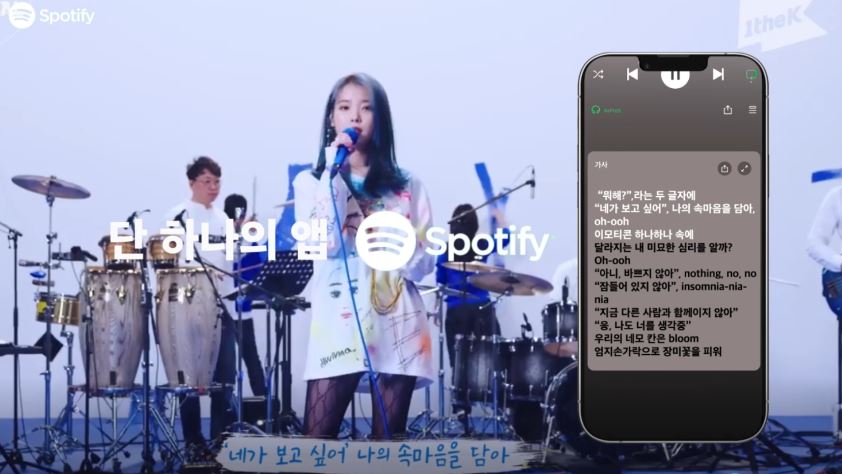 Spotify
1theK
단 하나의 앱 Spotify
AirPods
가사
“뭐해?”,라는 두 글자에
“네가 보고 싶어”, 나의 속마음을 담아,
oh-ooh
이모티콘 하나하나 속에
달라지는 내 미묘한 심리를 알까?
Oh-ooh
“아니, 바쁘지 않아”, nothing, no, no
“잠들어 있지 않아”, insomnia-nia-
nia
“지금 다른 사람과 함께이지 않아”
“응, 나도 너를 생각중”
우리의 네모 칸은 bloom
엄지손가락으로 장미꽃을 피워
‘네가 보고 싶어’ 나의 속마음을 담아